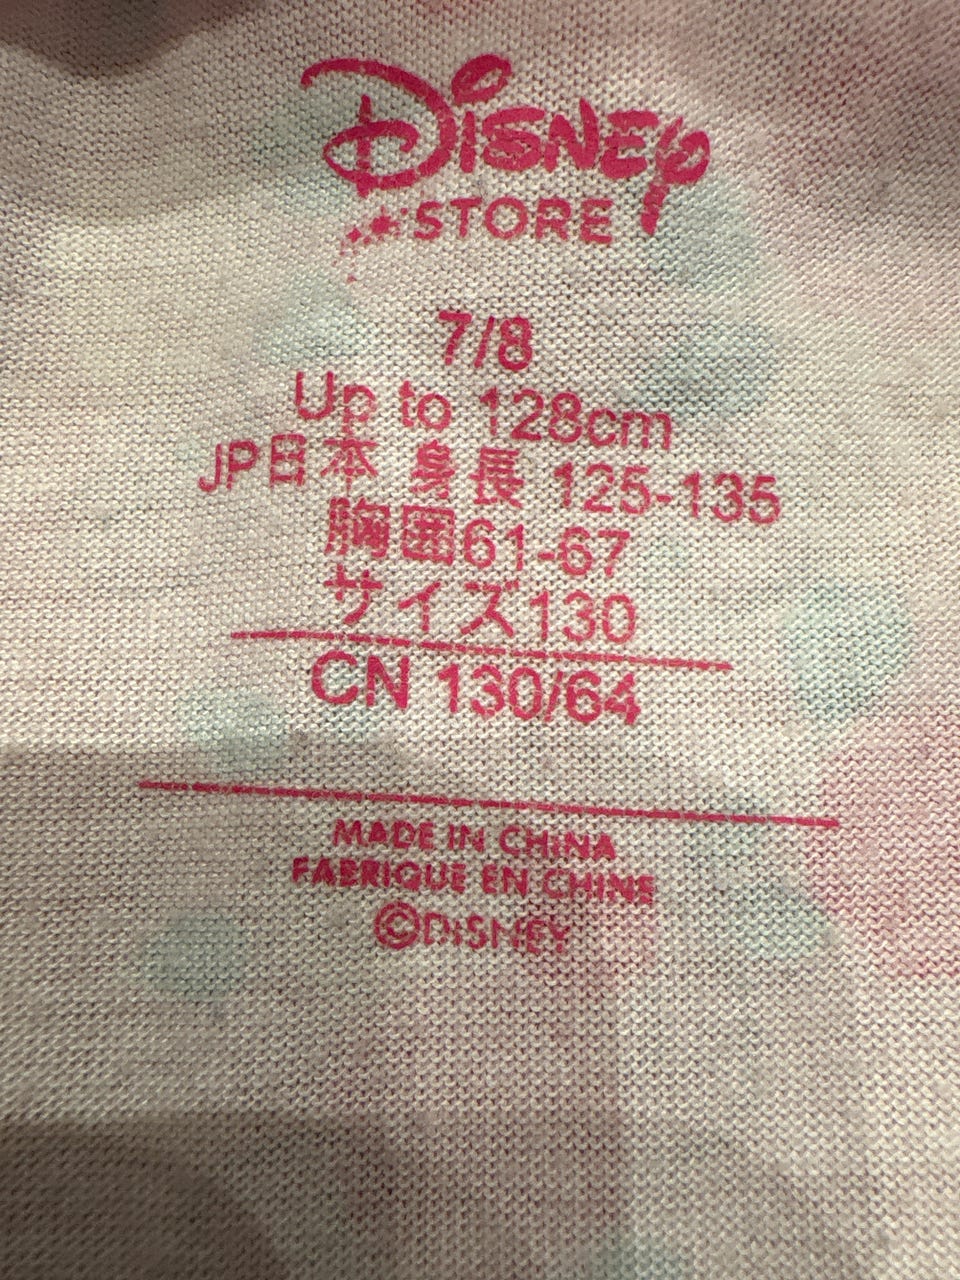 Disney
STORE
7/8
Up to 128cm
JP日本 身長 125-135
胸囲61-67
サイズ130
CN 130/64
MADE IN CHINA
FABRIQUE EN CHINE
©DISNEY